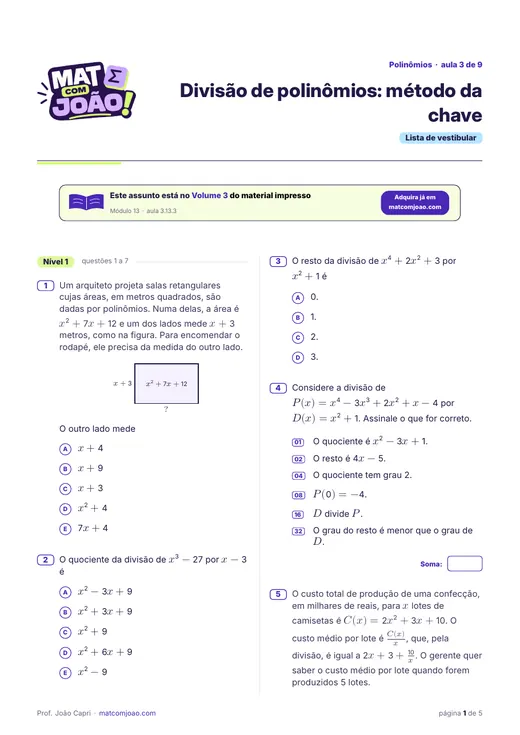 MAT Σ
COM
JOÃO!
Polinômios · aula 3 de 9
Divisão de polinômios: método da
chave
Lista de vestibular
Este assunto está no Volume 3 do material impresso
Módulo 13 · aula 3.13.3
Adquira já em
matcomjoao.com
Nível 1 questões 1 a 7
1 Um arquiteto projeta salas retangulares
cujas áreas, em metros quadrados, são
dadas por polinômios. Numa delas, a área é
x² + 7x + 12 e um dos lados mede x + 3
metros, como na figura. Para encomendar o
rodapé, ele precisa da medida do outro lado.
x + 3 x² + 7x + 12
?
O outro lado mede
A x + 4
B x + 9
C x + 3
D x² + 4
E 7x + 4
2 O quociente da divisão de x³ − 27 por x − 3
é
A x² − 3x + 9
B x² + 3x + 9
C x² + 9
D x² + 6x + 9
E x² − 9
3 O resto da divisão de x⁴ + 2x² + 3 por
x² + 1 é
A 0.
B 1.
C 2.
D 3.
4 Considere a divisão de
P(x) = x⁴ − 3x³ + 2x² + x − 4 por
D(x) = x² + 1. Assinale o que for correto.
01 O quociente é x² − 3x + 1.
02 O resto é 4x − 5.
04 O quociente tem grau 2.
08 P(0) = −4.
16 D divide P.
32 O grau do resto é menor que o grau de
D.
Soma:
5 O custo total de produção de uma confecção,
em milhares de reais, para x lotes de
camisetas é C(x) = 2x² + 3x + 10. O
custo médio por lote é C(x)/x, que, pela
divisão, é igual a 2x + 3 + 10/x. O gerente quer
saber o custo médio por lote quando forem
produzidos 5 lotes.
Prof. João Capri · matcomjoao.com
página 1 de 5